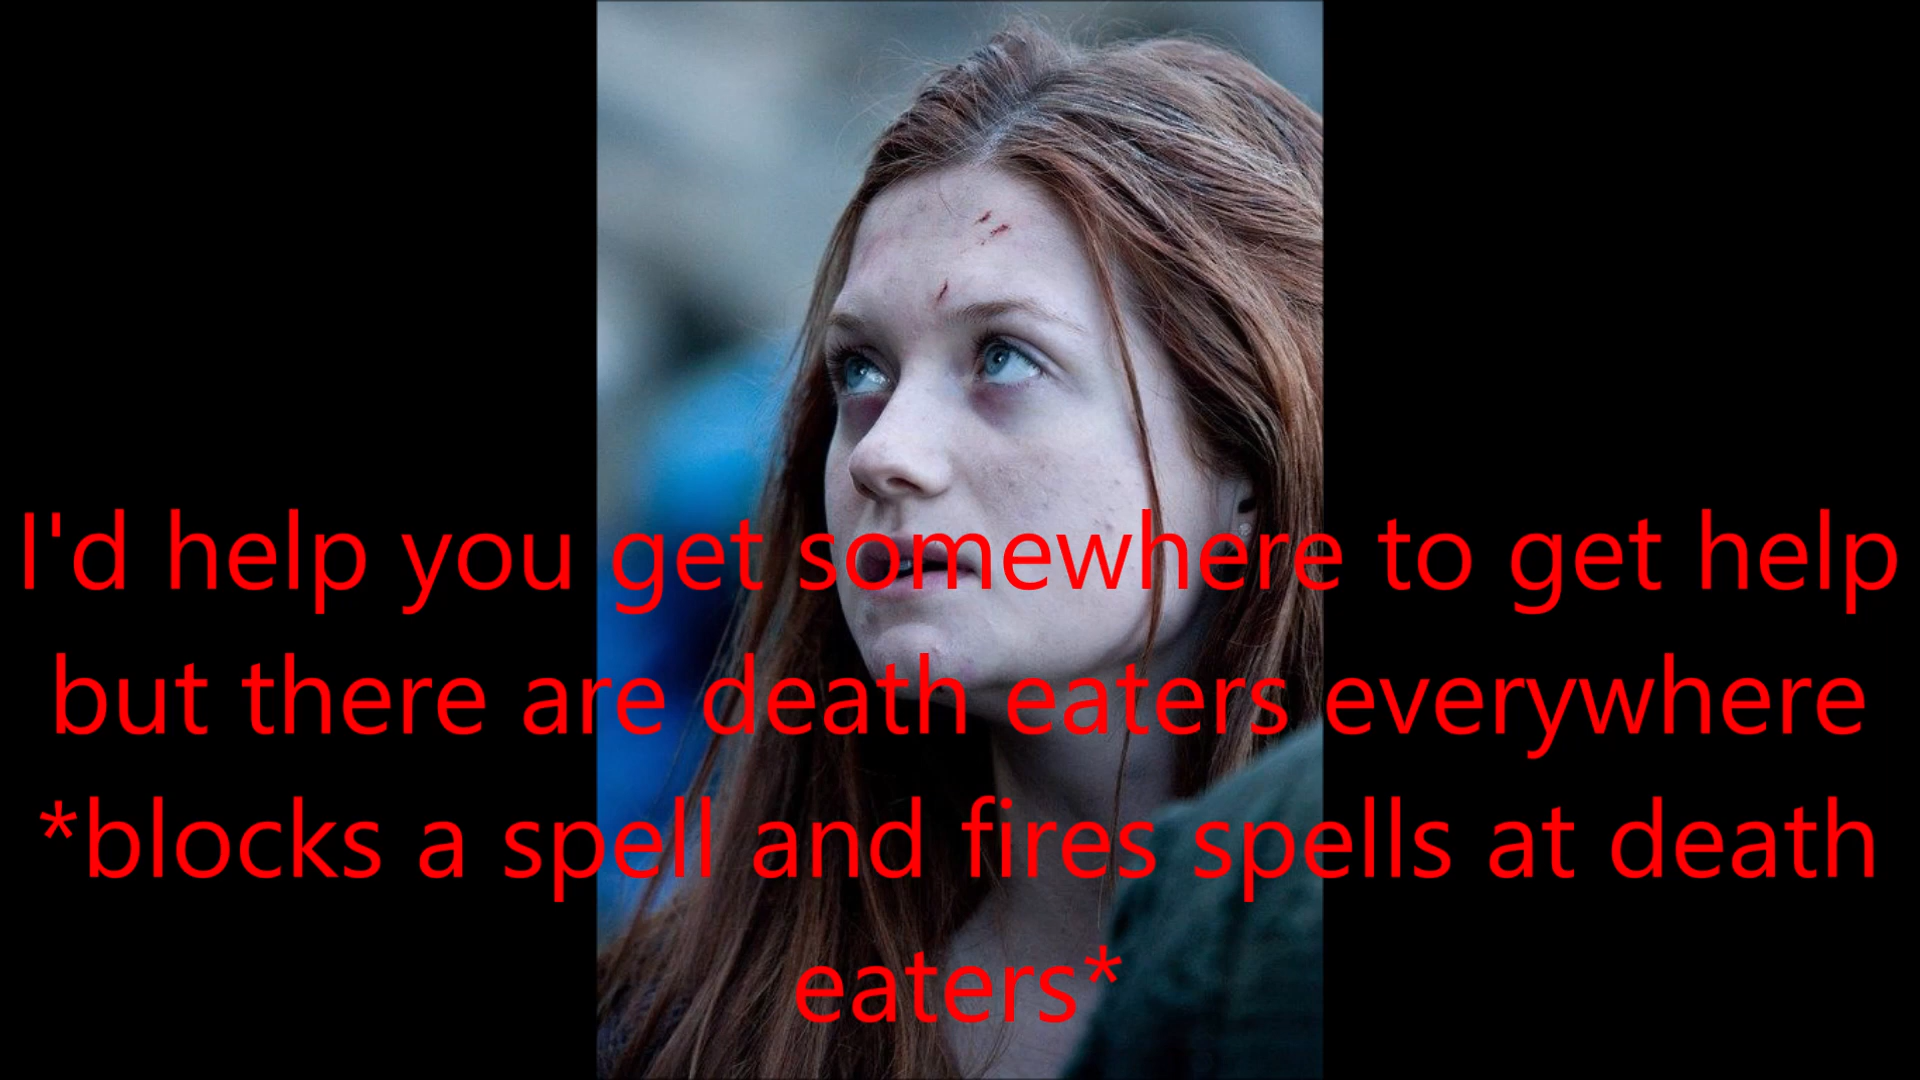 I'd help you get somewhere to get help
but there are death eaters everywhere
*blocks a spell and fires spells at death
eaters*